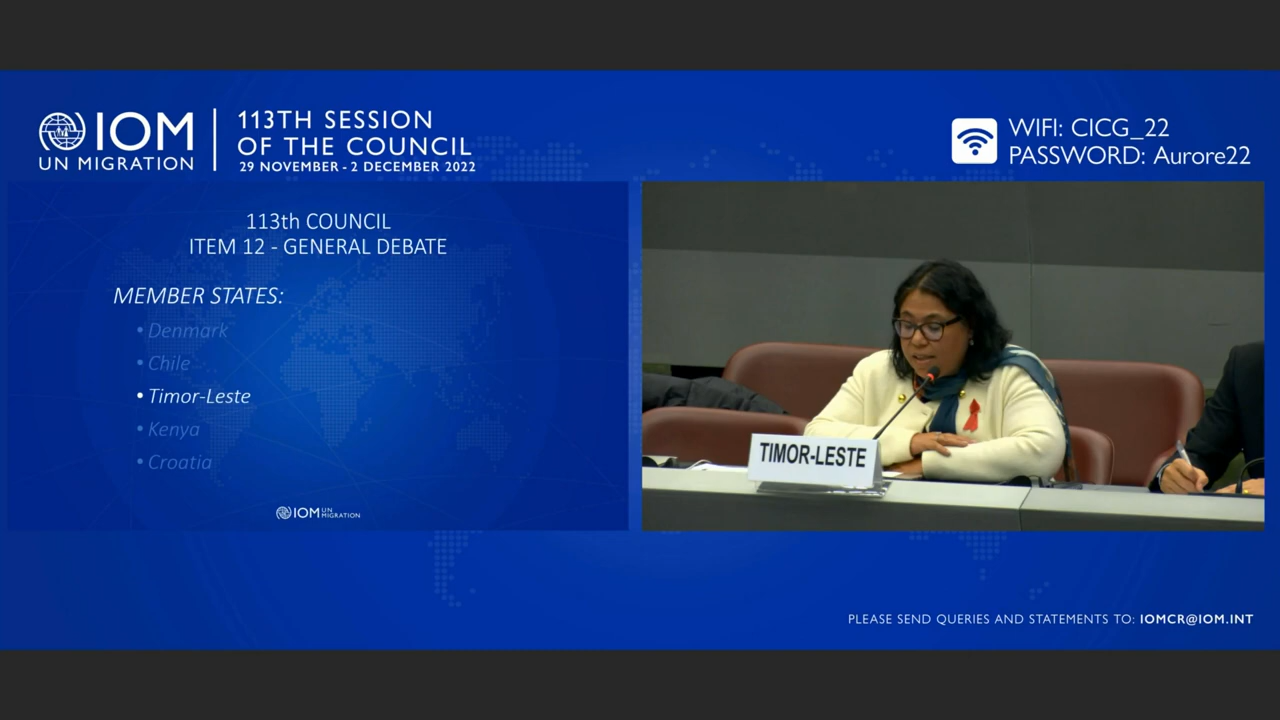 IOM
UN MIGRATION
113TH SESSION
OF THE COUNCIL
29 NOVEMBER - 2 DECEMBER 2022
WIFI: CICG_22
PASSWORD: Aurore22
113th COUNCIL
ITEM 12 - GENERAL DEBATE
MEMBER STATES:
• Denmark
• Chile
• Timor-Leste
• Kenya
• Croatia
IOM UN MIGRATION
TIMOR-LESTE
PLEASE SEND QUERIES AND STATEMENTS TO: IOMCR@IOM.INT